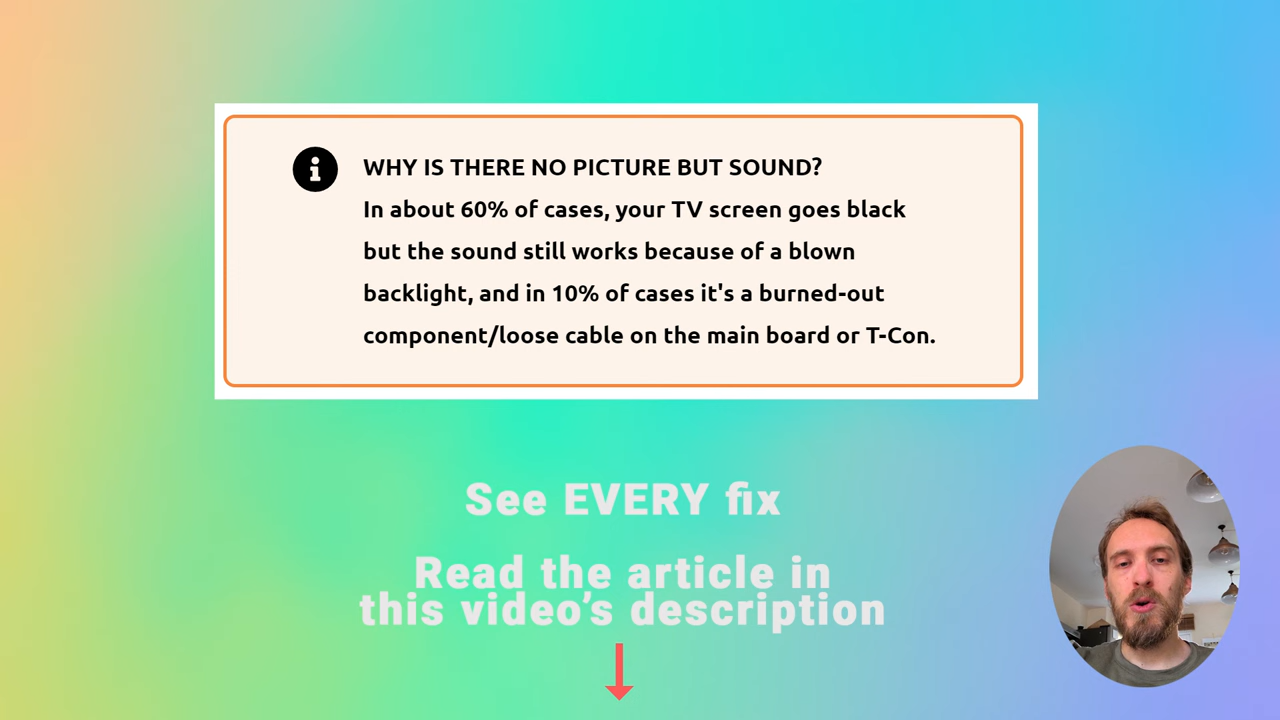 WHY IS THERE NO PICTURE BUT SOUND?
In about 60% of cases, your TV screen goes black
but the sound still works because of a blown
backlight, and in 10% of cases it's a burned-out
component/loose cable on the main board or T-Con.
See EVERY fix
Read the article in
this video’s description